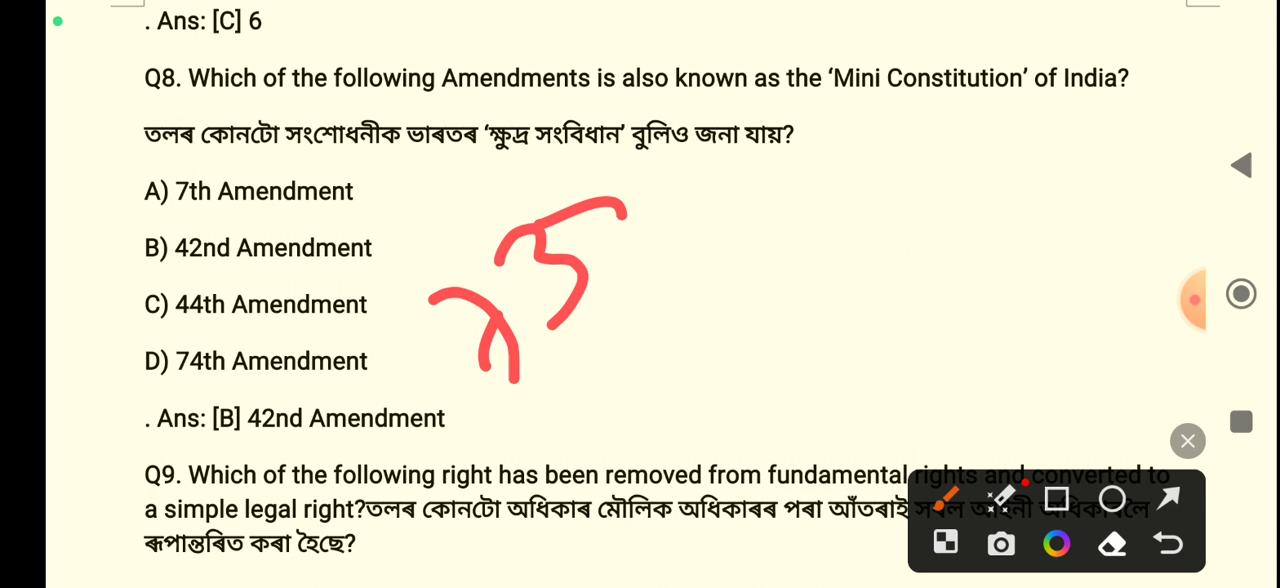 . Ans: [C] 6
Q8. Which of the following Amendments is also known as the ‘Mini Constitution’ of India?
তলৰ কোনটো সংশোধনীক ভাৰতৰ ‘ক্ষুদ্ৰ সংবিধান’ বুলিও জনা যায়?
A) 7th Amendment
B) 42nd Amendment
C) 44th Amendment
D) 74th Amendment
. Ans: [B] 42nd Amendment
Q9. Which of the following right has been removed from fundamental rights and converted to
a simple legal right?তলৰ কোনটো অধিকাৰ মৌলিক অধিকাৰৰ পৰা আঁতৰাই
ৰূপান্তৰিত কৰা হৈছে?